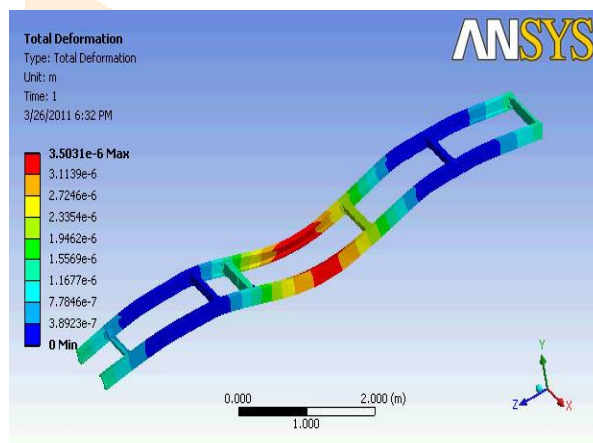 Total Deformation
Type: Total Deformation
Unit: m
Time: 1
3/26/2011 6:32 PM
ANSYS
3.5031e-6 Max
3.1139e-6
2.7246e-6
2.3354e-6
1.9462e-6
1.5569e-6
1.1677e-6
7.7846e-7
3.8923e-7
0 Min
0.000 2.000 (m)
1.000
Y
Z X